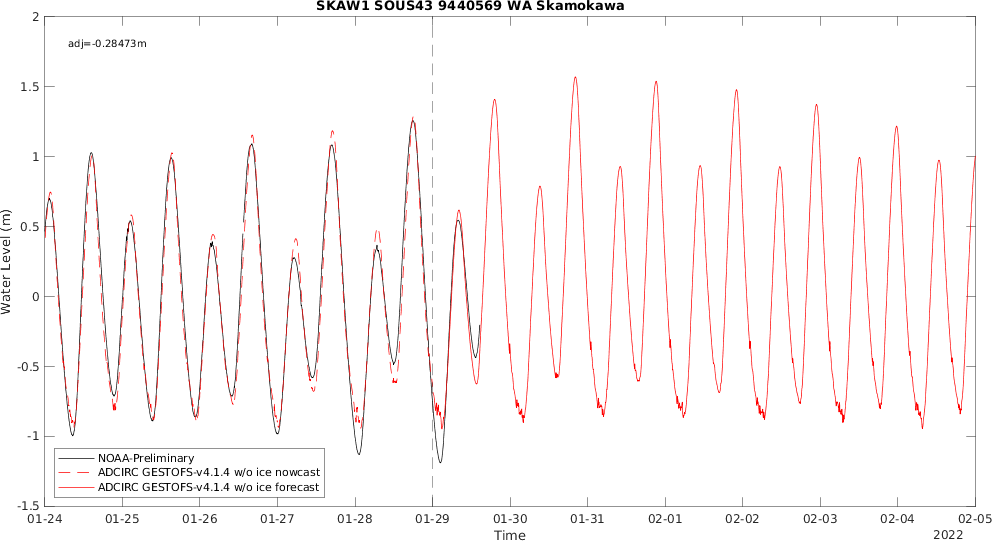 SKAW1 SOUS43 9440569 WA Skamokawa
adj=-0.28473m
2
1.5
1
0.5
0
-0.5
-1
-1.5
Water Level (m)
NOAA-Preliminary
ADCIRC GESTOFS-v4.1.4 w/o ice nowcast
ADCIRC GESTOFS-v4.1.4 w/o ice forecast
01-24 01-25 01-26 01-27 01-28 01-29 01-30 01-31 02-01 02-02 02-03 02-04 02-05
Time
2022